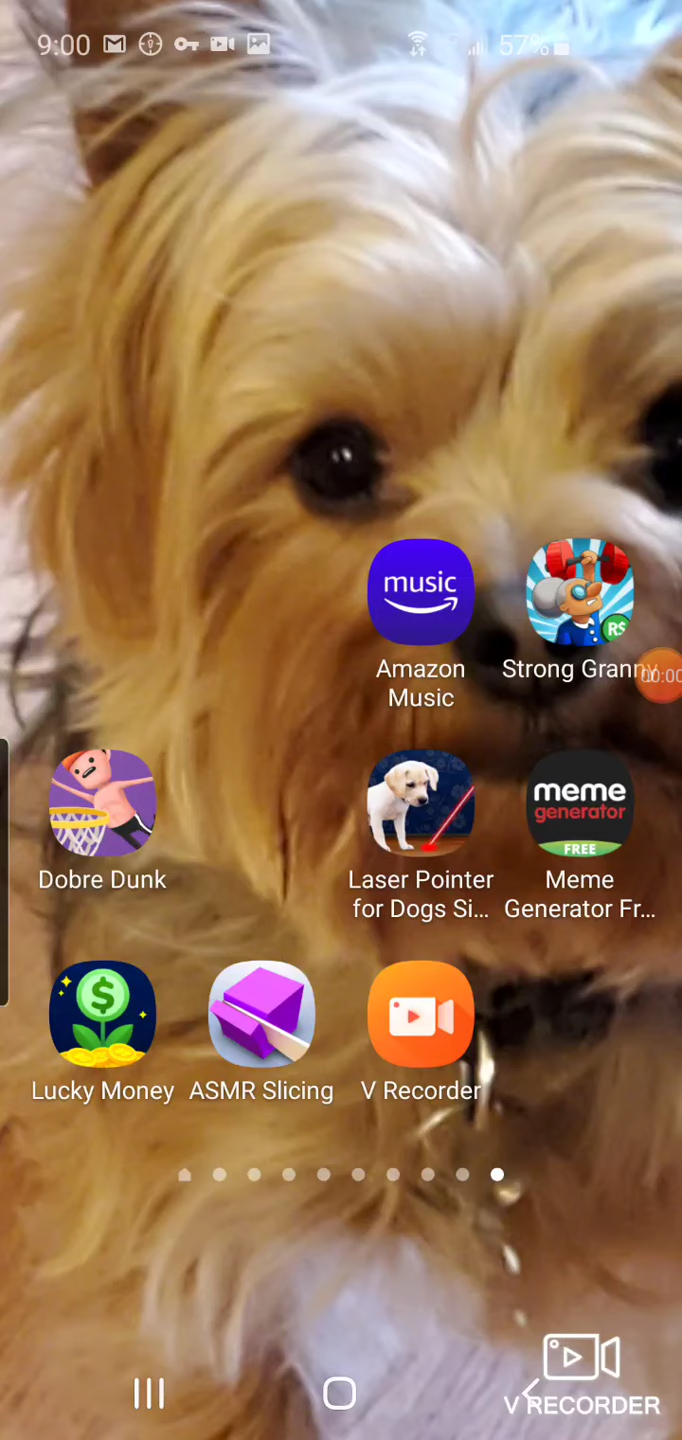 9:00
57%
music
R$
Amazon
Music
Strong Granny
00:00
meme
generator
FREE
Dobre Dunk
Laser Pointer
for Dogs Si...
Meme
Generator Fr...
$
Lucky Money
ASMR Slicing
V Recorder
V RECORDER